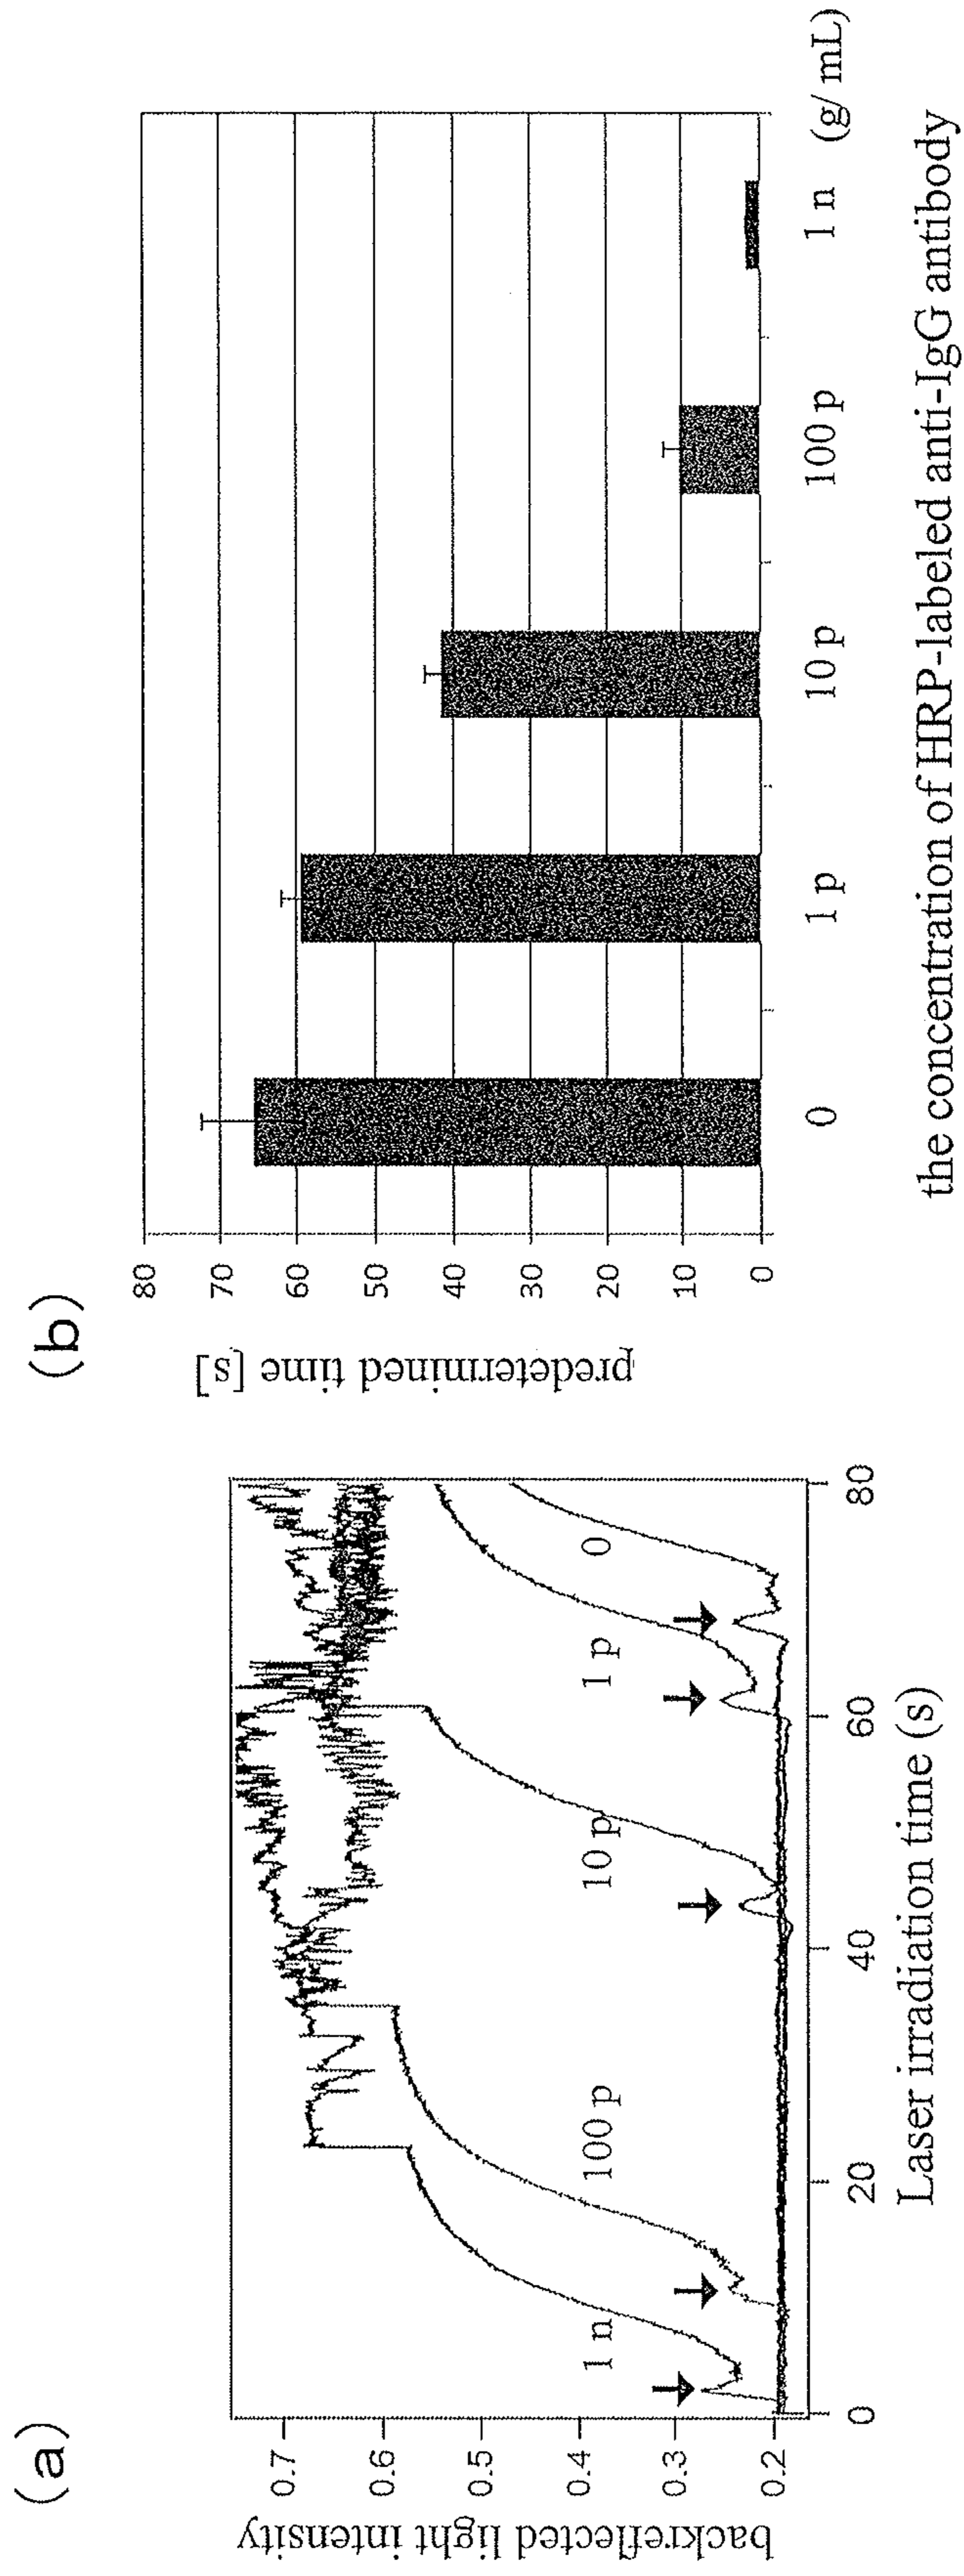 (a)
backreflected light intensity
0.7
0.6
0.5
0.4
0.3
0.2
1 n
100 p
10 p
1 p
0
0
20
40
60
80
Laser irradiation time (s)
(b)
predetermined time [s]
80
70
60
50
40
30
20
10
0
0
1 p
10 p
100 p
1 n
(g/mL)
the concentration of HRP-labeled anti-IgG antibody